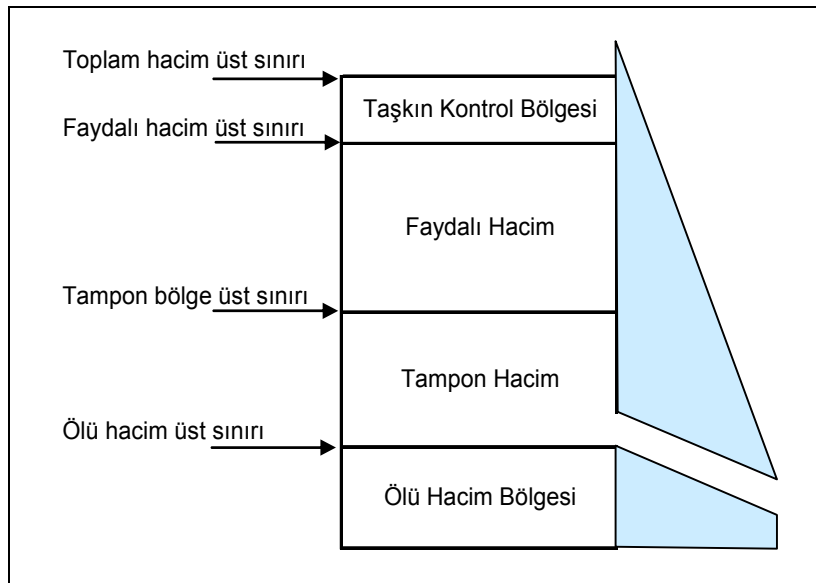 Toplam hacim üst sınırı
Taşkın Kontrol Bölgesi
Faydalı hacim üst sınırı
Faydalı Hacim
Tampon bölge üst sınırı
Tampon Hacim
Ölü hacim üst sınırı
Ölü Hacim Bölgesi